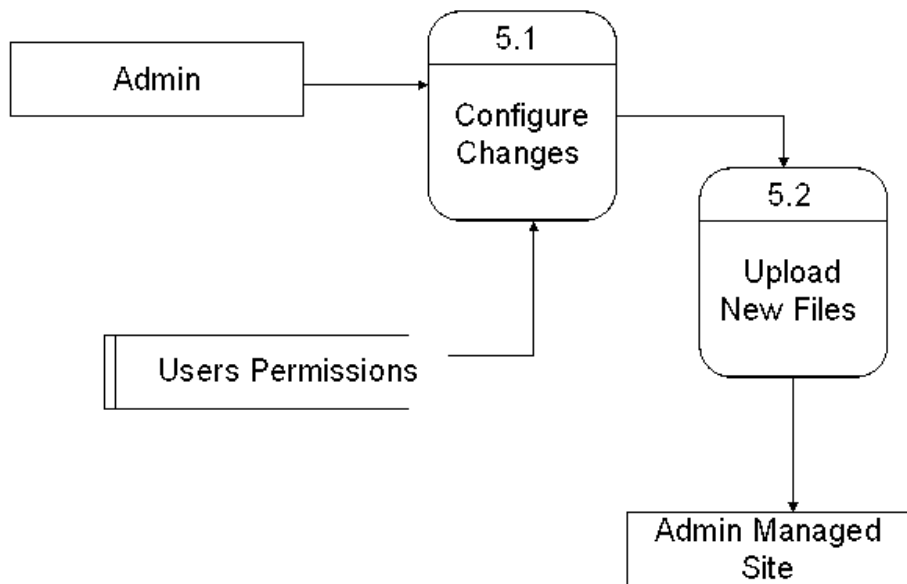 Admin
5.1
Configure
Changes
5.2
Upload
New Files
Users Permissions
Admin Managed
Site